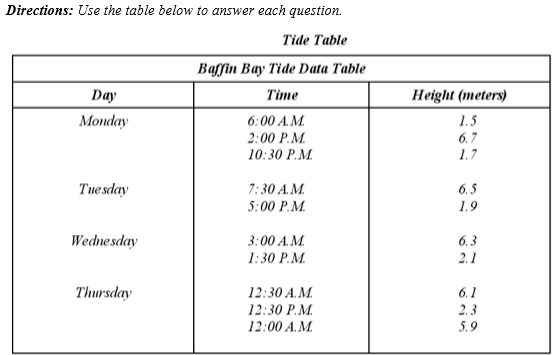 Directions: Use the table below to answer each question.
Tide Table
Baffin Bay Tide Data Table
Day Time Height (meters)
Monday 6:00 A.M. 1.5
2:00 P.M. 6.7
10:30 P.M. 1.7
Tuesday 7:30 A.M. 6.5
5:00 P.M. 1.9
Wednesday 3:00 A.M. 6.3
1:30 P.M. 2.1
Thursday 12:30 A.M. 6.1
12:30 P.M. 2.3
12:00 A.M. 5.9